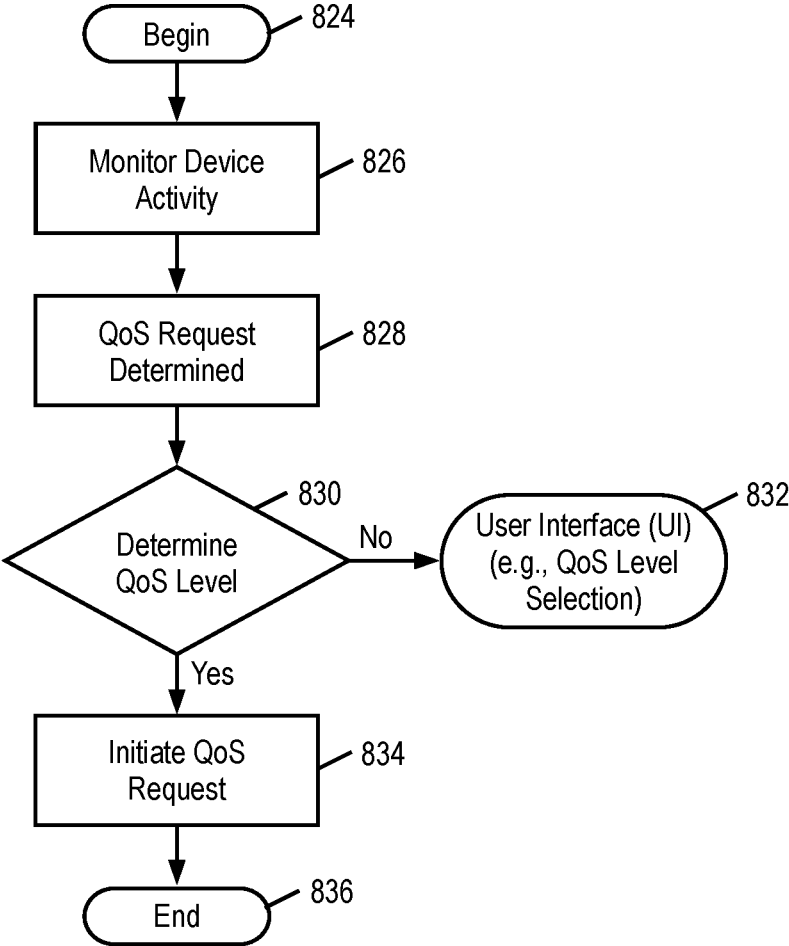 Begin
824
Monitor Device
Activity
826
QoS Request
Determined
828
Determine
QoS Level
830
No
User Interface (UI)
(e.g., QoS Level
Selection)
832
Yes
Initiate QoS
Request
834
End
836